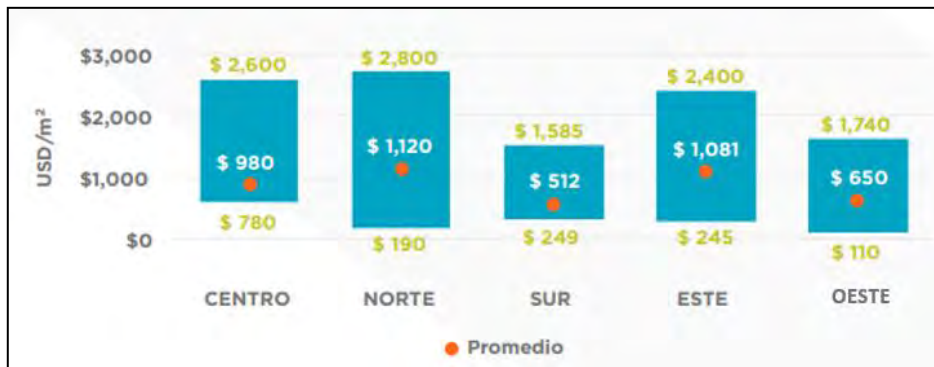 $3,000
$2,000
$1,000
$0
USD/m²
$ 2,600
$ 980
$ 780
$ 2,800
$ 1,120
$ 190
$ 1,585
$ 512
$ 249
$ 2,400
$ 1,081
$ 245
$ 1,740
$ 650
$ 110
CENTRO
NORTE
SUR
ESTE
OESTE
Promedio